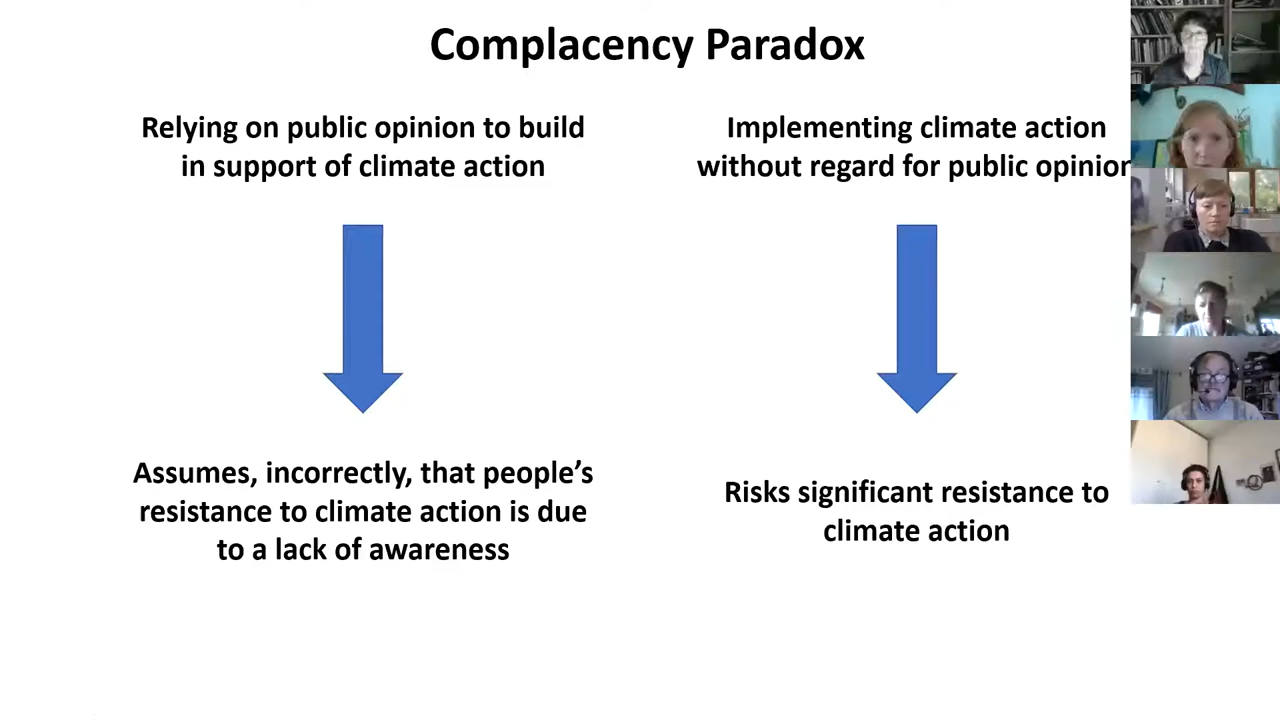 Complacency Paradox
Relying on public opinion to build
in support of climate action
Implementing climate action
without regard for public opinion
Assumes, incorrectly, that people’s
resistance to climate action is due
to a lack of awareness
Risks significant resistance to
climate action